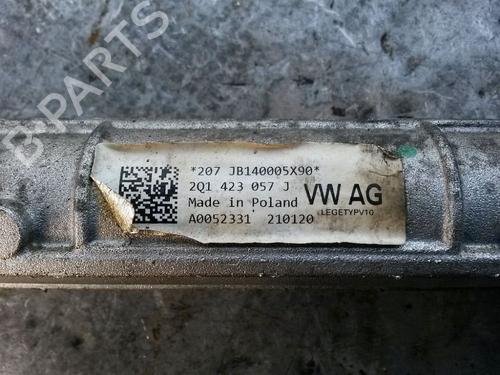 B-PARTS
*207 JB140005X90*
2Q1 423 057 J
Made in Poland
A0052331 210120
VW AG
LEGETYPV10